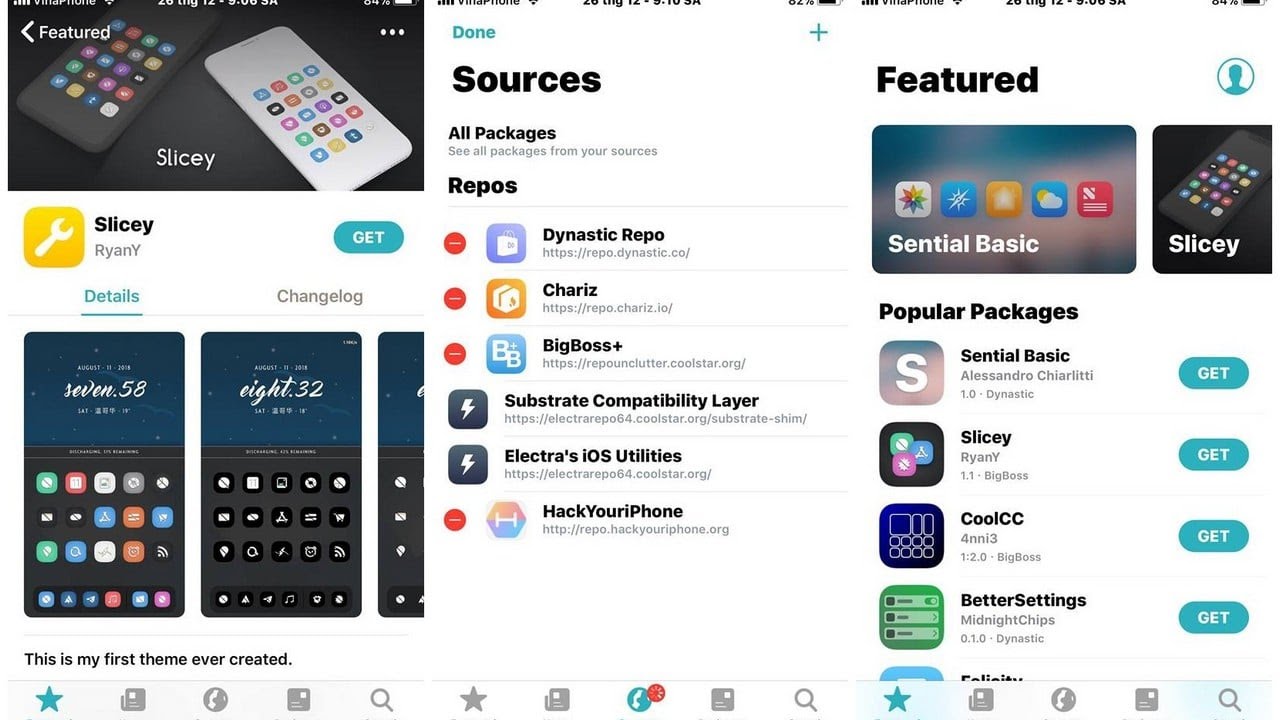 VinaPhone
26 thg 12 - 9:06 SA
84%
Featured
Slicey
Slicey
RyanY
GET
Details
Changelog
AUGUST · 11 · 2018
seven.58
SAT · 温哥华 · 19°
DISCHARGING, 51% REMAINING
AUGUST · 11 · 2018
eight.32
SAT · 温哥华 · 18°
This is my first theme ever created.
VinaPhone
26 thg 12 - 9:10 SA
82%
Done
+
Sources
All Packages
See all packages from your sources
Repos
Dynastic Repo
https://repo.dynastic.co/
Chariz
https://repo.chariz.io/
BigBoss+
https://repounclutter.coolstar.org/
Substrate Compatibility Layer
https://electrarepo64.coolstar.org/substrate-shim/
Electra's iOS Utilities
https://electrarepo64.coolstar.org/
HackYouriPhone
http://repo.hackyouriphone.org
VinaPhone
26 thg 12 - 9:06 SA
84%
Featured
Sential Basic
Slicey
Popular Packages
Sential Basic
Alessandro Chiarlitti
1.0 · Dynastic
GET
Slicey
RyanY
1.1 · BigBoss
GET
CoolCC
4nni3
1:2.0 · BigBoss
GET
BetterSettings
MidnightChips
0.1.0 · Dynastic
GET
Felicity